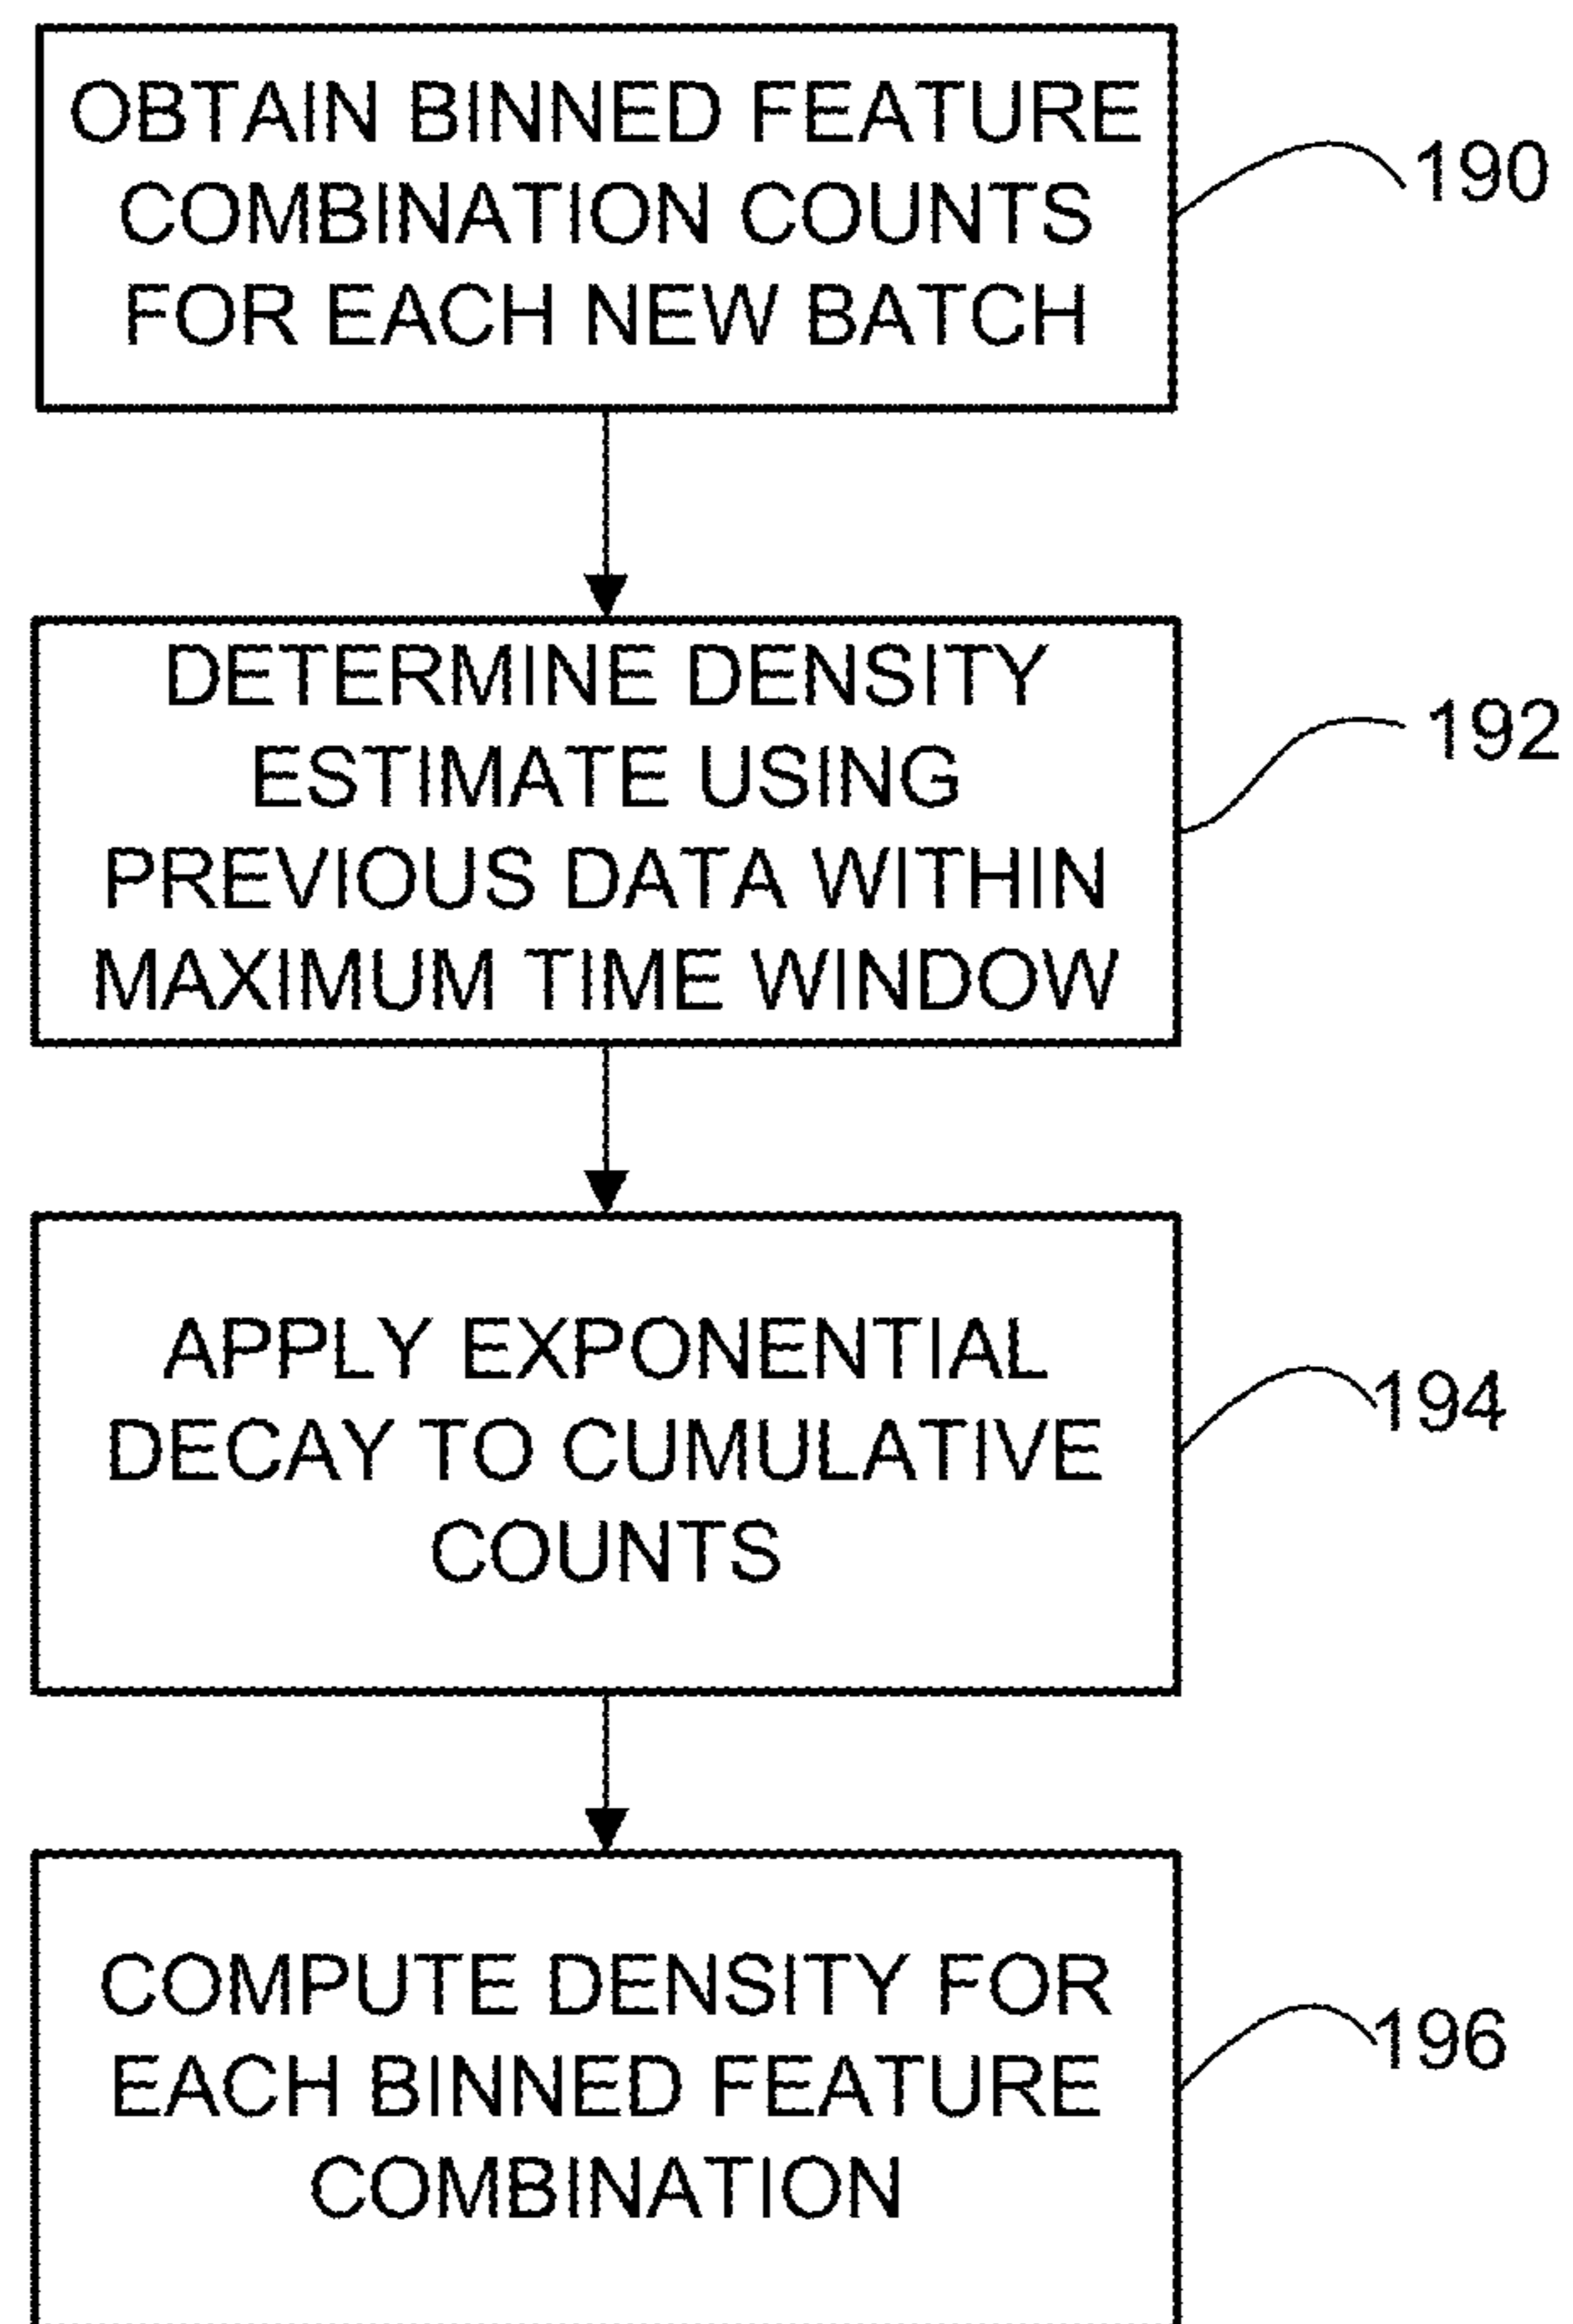 OBTAIN BINNED FEATURE
COMBINATION COUNTS
FOR EACH NEW BATCH
190
DETERMINE DENSITY
ESTIMATE USING
PREVIOUS DATA WITHIN
MAXIMUM TIME WINDOW
192
APPLY EXPONENTIAL
DECAY TO CUMULATIVE
COUNTS
194
COMPUTE DENSITY FOR
EACH BINNED FEATURE
COMBINATION
196